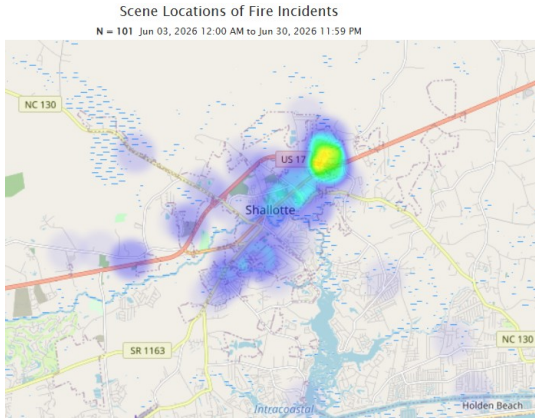 Scene Locations of Fire Incidents
N = 101 Jun 03, 2026 12:00 AM to Jun 30, 2026 11:59 PM
NC 130
US 17
Shallotte
SR 1163
NC 130
Holden Beach
Intracoastal